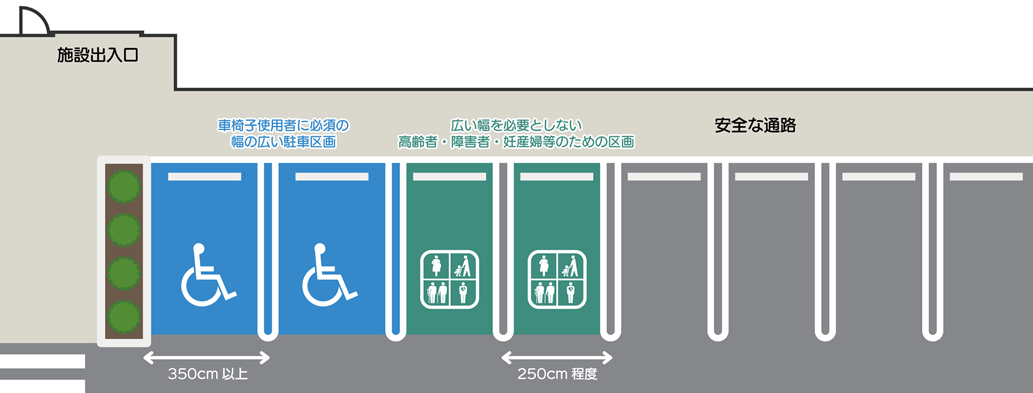 施設出入口
車椅子使用者に必須の
幅の広い駐車区画
広い幅を必要としない
高齢者・障害者・妊産婦等のための区画
安全な通路
350cm 以上
250cm 程度